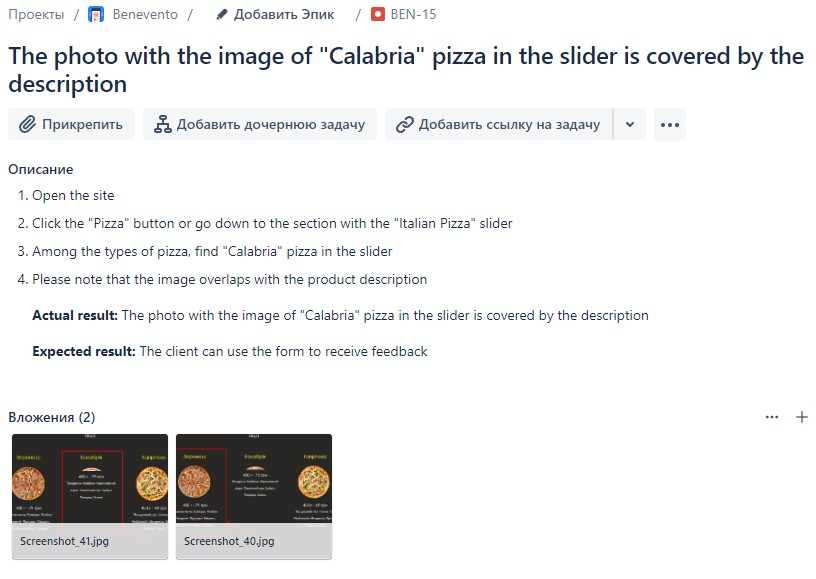 Проекты / Benevento / Добавить Эпик / BEN-15
The photo with the image of "Calabria" pizza in the slider is covered by the
description
Прикрепить Добавить дочернюю задачу Добавить ссылку на задачу
Описание
1. Open the site
2. Click the "Pizza" button or go down to the section with the "Italian Pizza" slider
3. Among the types of pizza, find "Calabria" pizza in the slider
4. Please note that the image overlaps with the product description
Actual result: The photo with the image of "Calabria" pizza in the slider is covered by the description
Expected result: The client can use the form to receive feedback
Вложения (2)
Screenshot_41.jpg Screenshot_40.jpg